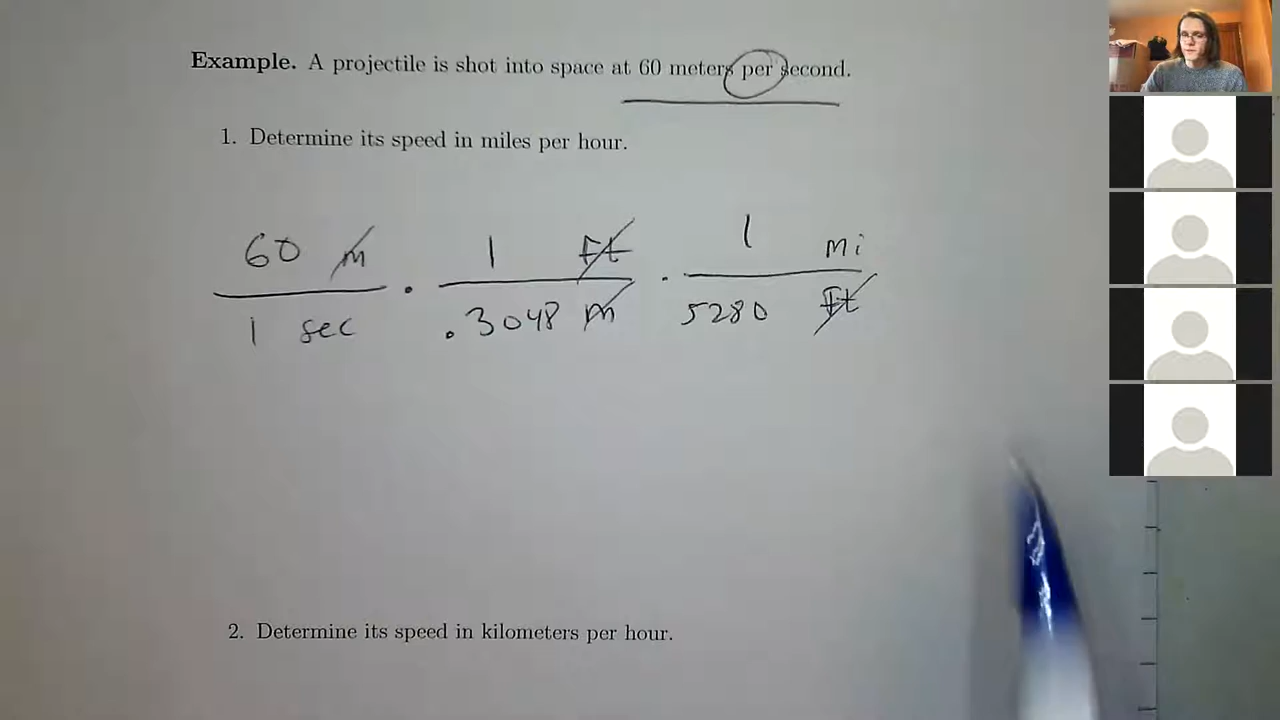 Example. A projectile is shot into space at 60 meters per second.
1. Determine its speed in miles per hour.
60 m 1 ft 1 mi
1 sec . .3048 m . 5280 ft
2. Determine its speed in kilometers per hour.